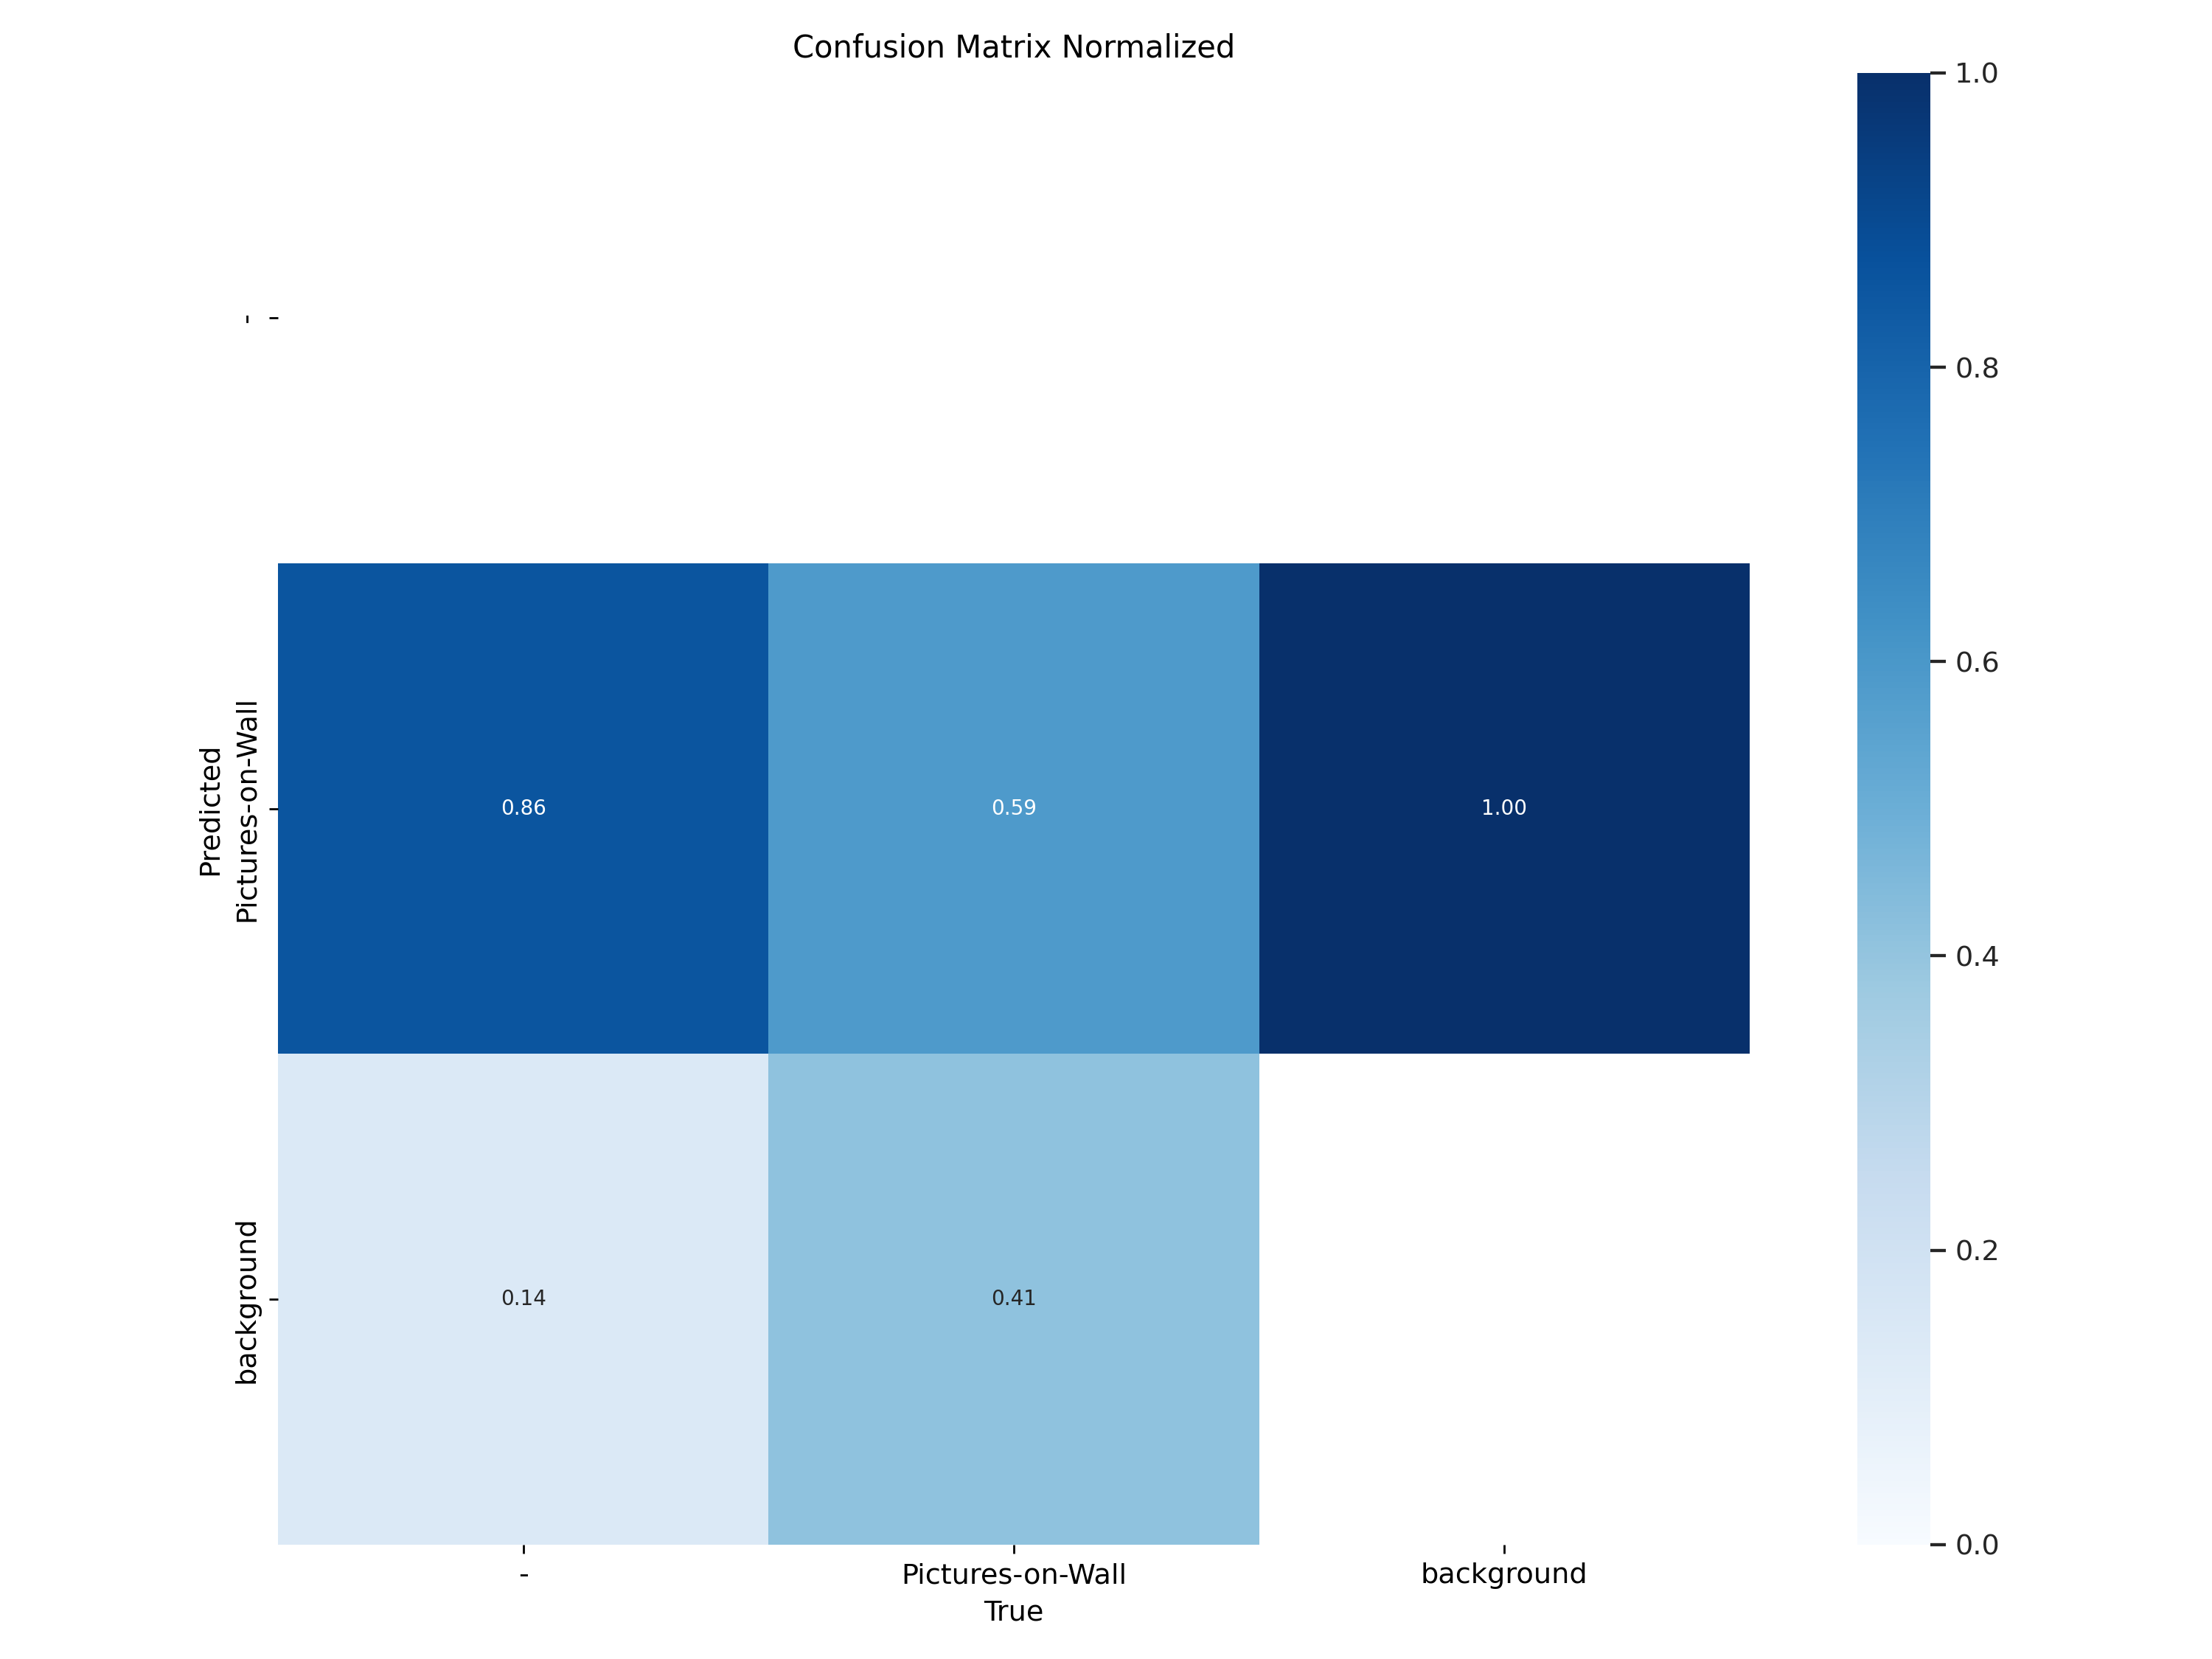 Confusion Matrix Normalized
1.0
0.8
0.6
0.4
0.2
0.0
Predicted
-
Pictures-on-Wall
background
0.86 0.59 1.00
0.14 0.41
- Pictures-on-Wall background
True